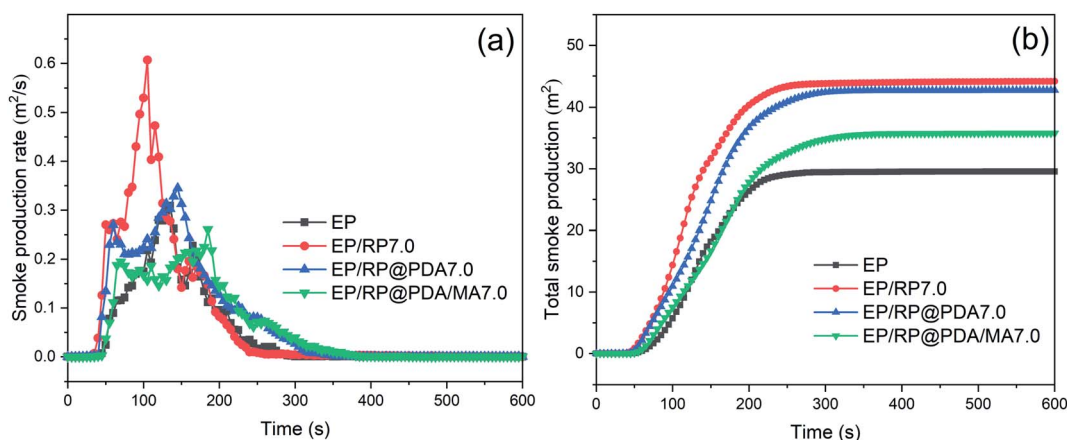 (a)
Smoke production rate (m²/s)
0.6
0.5
0.4
0.3
0.2
0.1
0.0
EP
EP/RP7.0
EP/RP@PDA7.0
EP/RP@PDA/MA7.0
0 100 200 300 400 500 600
Time (s)
(b)
Total smoke production (m²)
50
40
30
20
10
0
EP
EP/RP7.0
EP/RP@PDA7.0
EP/RP@PDA/MA7.0
0 100 200 300 400 500 600
Time (s)